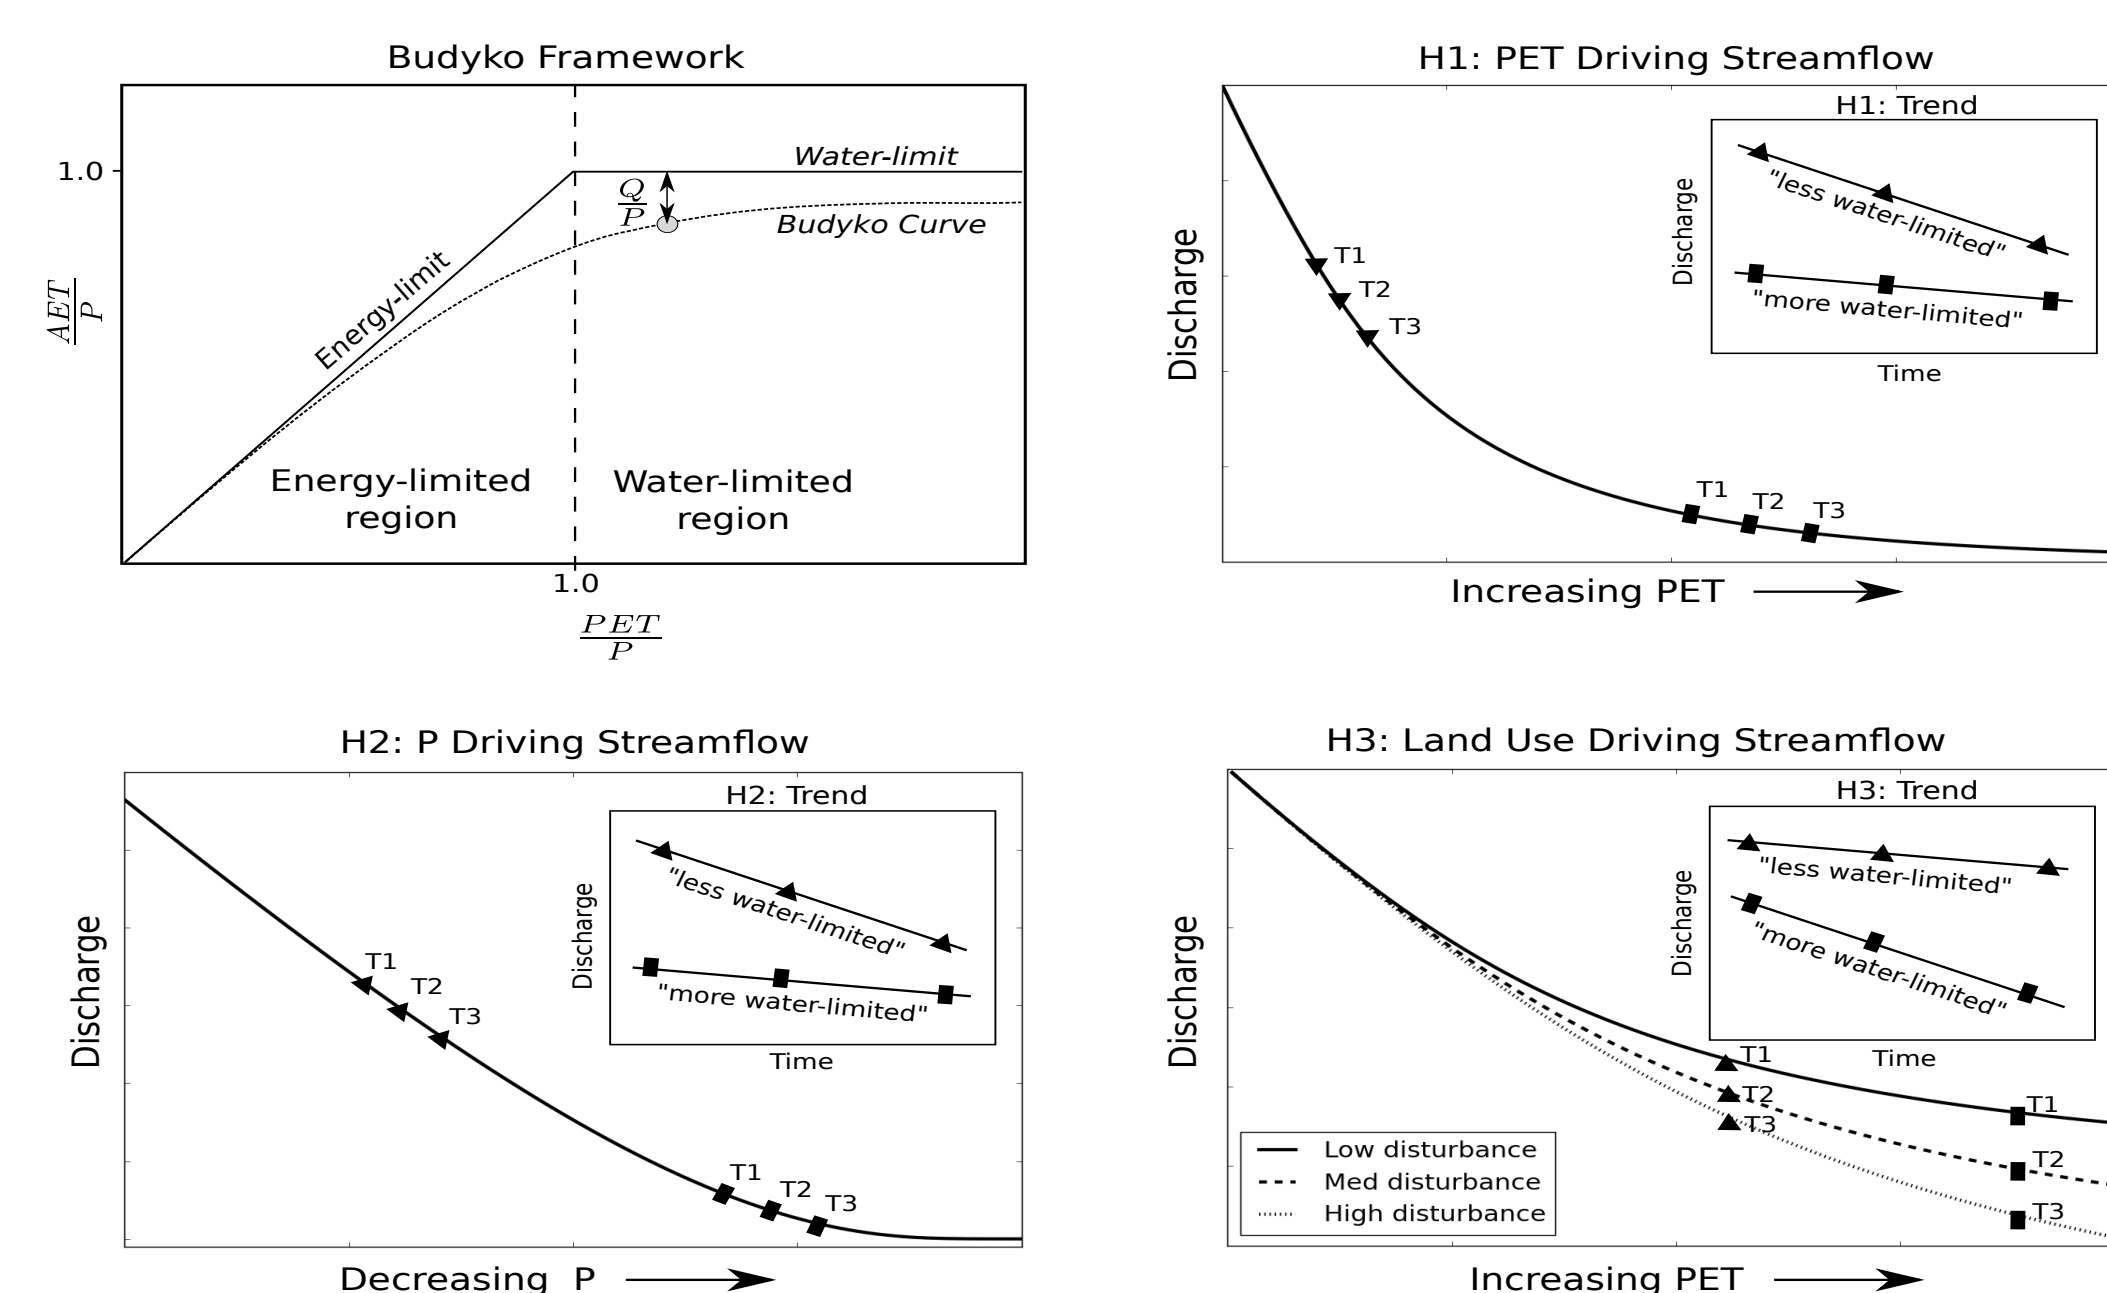 Budyko Framework
1.0
Water-limit
Q
P
Budyko Curve
Energy-limit
AET
P
Energy-limited
region
Water-limited
region
1.0
PET
P
H1: PET Driving Streamflow
H1: Trend
Discharge
"less water-limited"
"more water-limited"
Time
Discharge
T1
T2
T3
T1
T2
T3
Increasing PET
H2: P Driving Streamflow
H2: Trend
Discharge
"less water-limited"
"more water-limited"
Time
Discharge
T1
T2
T3
T1
T2
T3
Decreasing P
H3: Land Use Driving Streamflow
H3: Trend
Discharge
"less water-limited"
"more water-limited"
Time
Discharge
T1
T2
T3
T1
T2
T3
Low disturbance
Med disturbance
High disturbance
Increasing PET